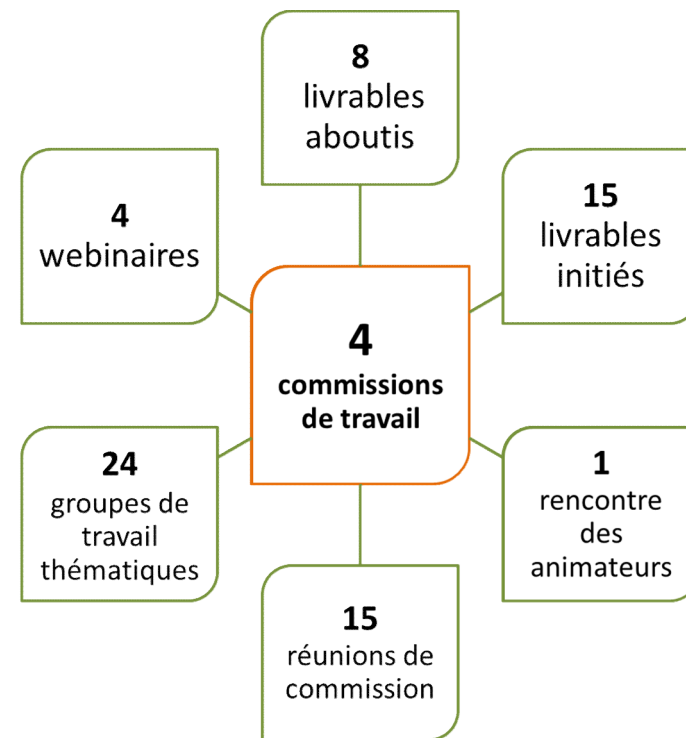 8
livrables
aboutis
4
webinaires
15
livrables
initiés
4
commissions
de travail
24
groupes de
travail
thématiques
1
rencontre
des
animateurs
15
réunions de
commission